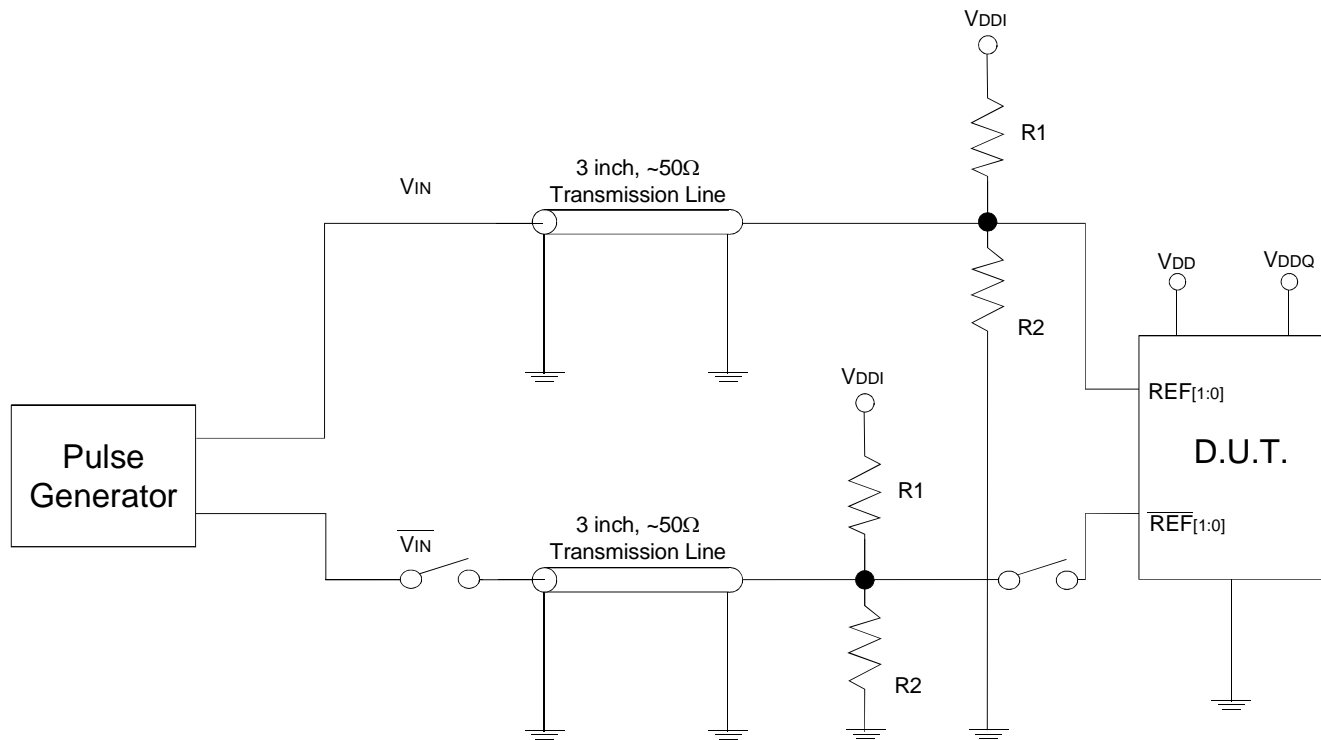 VDDI
R1
3 inch, ~50Ω
Transmission Line
VIN
R2
VDD
VDDQ
VDDI
REF[1:0]
D.U.T.
Pulse
Generator
R1
REF[1:0]
3 inch, ~50Ω
Transmission Line
VIN
R2